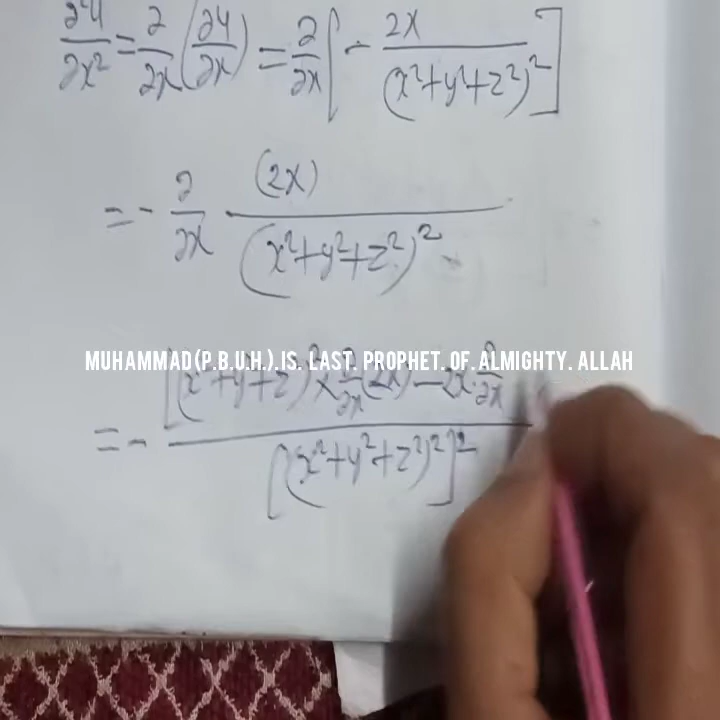 ∂²u/∂x² = ∂/∂x (∂u/∂x) = ∂/∂x [ - 2x/(x²+y²+z²)² ]
= - ∂/∂x (2x)/(x²+y²+z²)²
MUHAMMAD(P.B.U.H.).IS. LAST. PROPHET. OF. ALMIGHTY. ALLAH
= - [(x²+y²+z²)² × ∂/∂x (2x) - 2x · ∂/∂x / [(x²+y²+z²)²]²